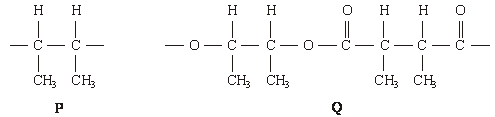 H H H H O H H O
— C — C — — O — C — C — O — C — C — C — C —
CH₃ CH₃ CH₃ CH₃ CH₃ CH₃
P Q